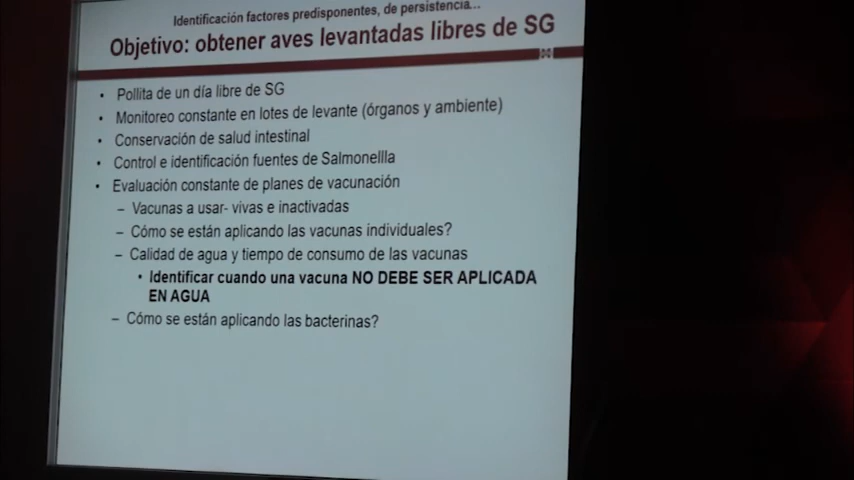 Identificación factores predisponentes, de persistencia...
Objetivo: obtener aves levantadas libres de SG
• Pollita de un día libre de SG
• Monitoreo constante en lotes de levante (órganos y ambiente)
• Conservación de salud intestinal
• Control e identificación fuentes de Salmonellla
• Evaluación constante de planes de vacunación
– Vacunas a usar- vivas e inactivadas
– Cómo se están aplicando las vacunas individuales?
– Calidad de agua y tiempo de consumo de las vacunas
• Identificar cuando una vacuna NO DEBE SER APLICADA
EN AGUA
– Cómo se están aplicando las bacterinas?